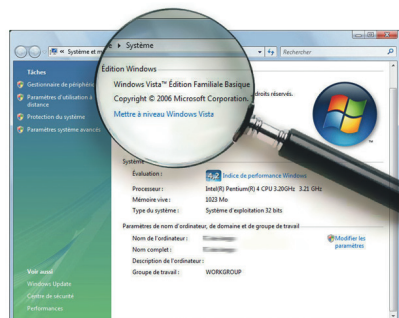 « Système et m
e ▸ Système
Rechercher
Tâches
Gestionnaire de périphé
Paramètres d'utilisation à
distance
Protection du système
Paramètres système avancés
Édition Windows
Windows Vista™ Édition Familiale Basique
Copyright © 2006 Microsoft Corporation.
droits réservés.
Mettre à niveau Windows Vista
Système
Évaluation :
Indice de performance Windows
Processeur : Intel(R) Pentium(R) 4 CPU 3.20GHz 3.21 GHz
Mémoire vive : 1023 Mo
Type du système : Système d'exploitation 32 bits
Paramètres de nom d'ordinateur, de domaine et de groupe de travail
Nom de l'ordinateur :
Modifier les
paramètres
Nom complet :
Description de l'ordinateur :
Groupe de travail : WORKGROUP
Voir aussi
Windows Update
Centre de sécurité
Performances